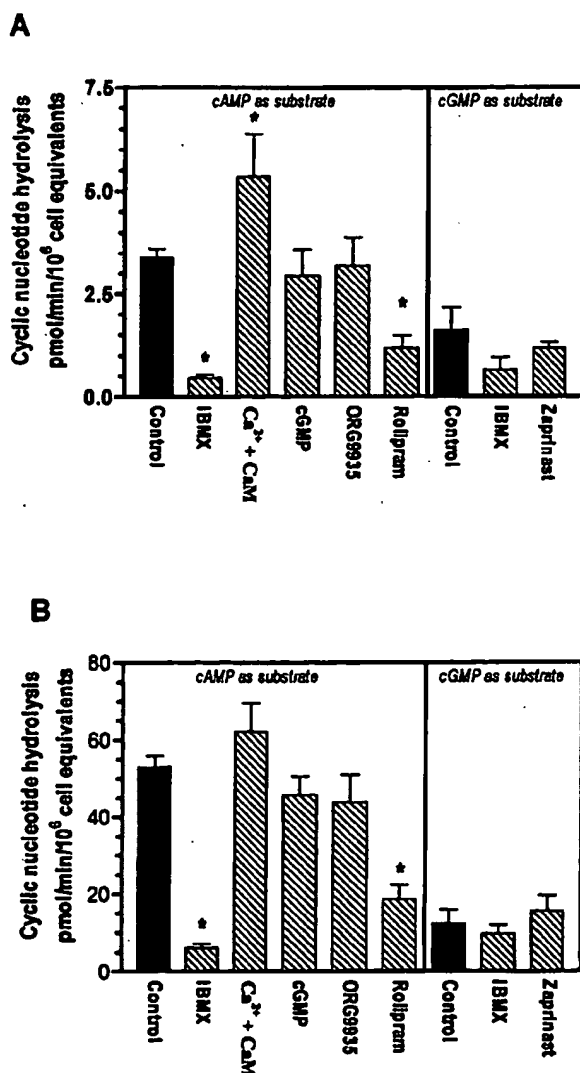 A
Cyclic nucleotide hydrolysis
pmol/min/10⁶ cell equivalents
7.5
5.0
2.5
0.0
cAMP as substrate
cGMP as substrate
*
*
*
Control
IBMX
Ca²⁺ + CaM
cGMP
ORG9935
Rolipram
Control
IBMX
Zaprinast
B
Cyclic nucleotide hydrolysis
pmol/min/10⁶ cell equivalents
80
60
40
20
0
cAMP as substrate
cGMP as substrate
*
*
Control
IBMX
Ca²⁺ + CaM
cGMP
ORG9935
Rolipram
Control
IBMX
Zaprinast